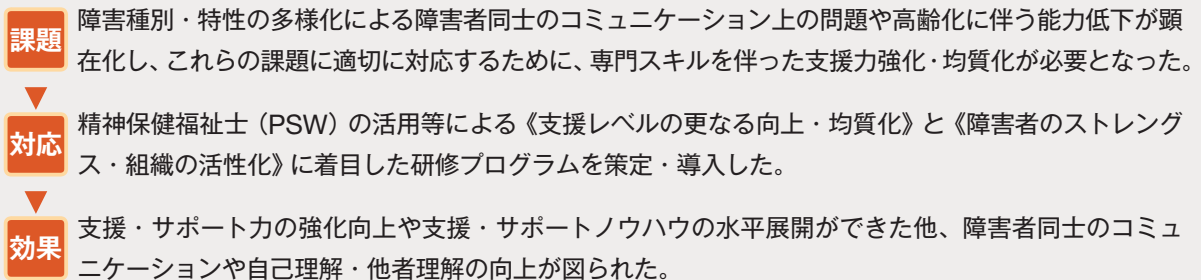 課題
障害種別・特性の多様化による障害者同士のコミュニケーション上の問題や高齢化に伴う能力低下が顕
在化し、これらの課題に適切に対応するために、専門スキルを伴った支援力強化・均質化が必要となった。
対応
精神保健福祉士（PSW）の活用等による《支援レベルの更なる向上・均質化》と《障害者のストレング
ス・組織の活性化》に着目した研修プログラムを策定・導入した。
効果
支援・サポート力の強化向上や支援・サポートノウハウの水平展開ができた他、障害者同士のコミュ
ニケーションや自己理解・他者理解の向上が図られた。